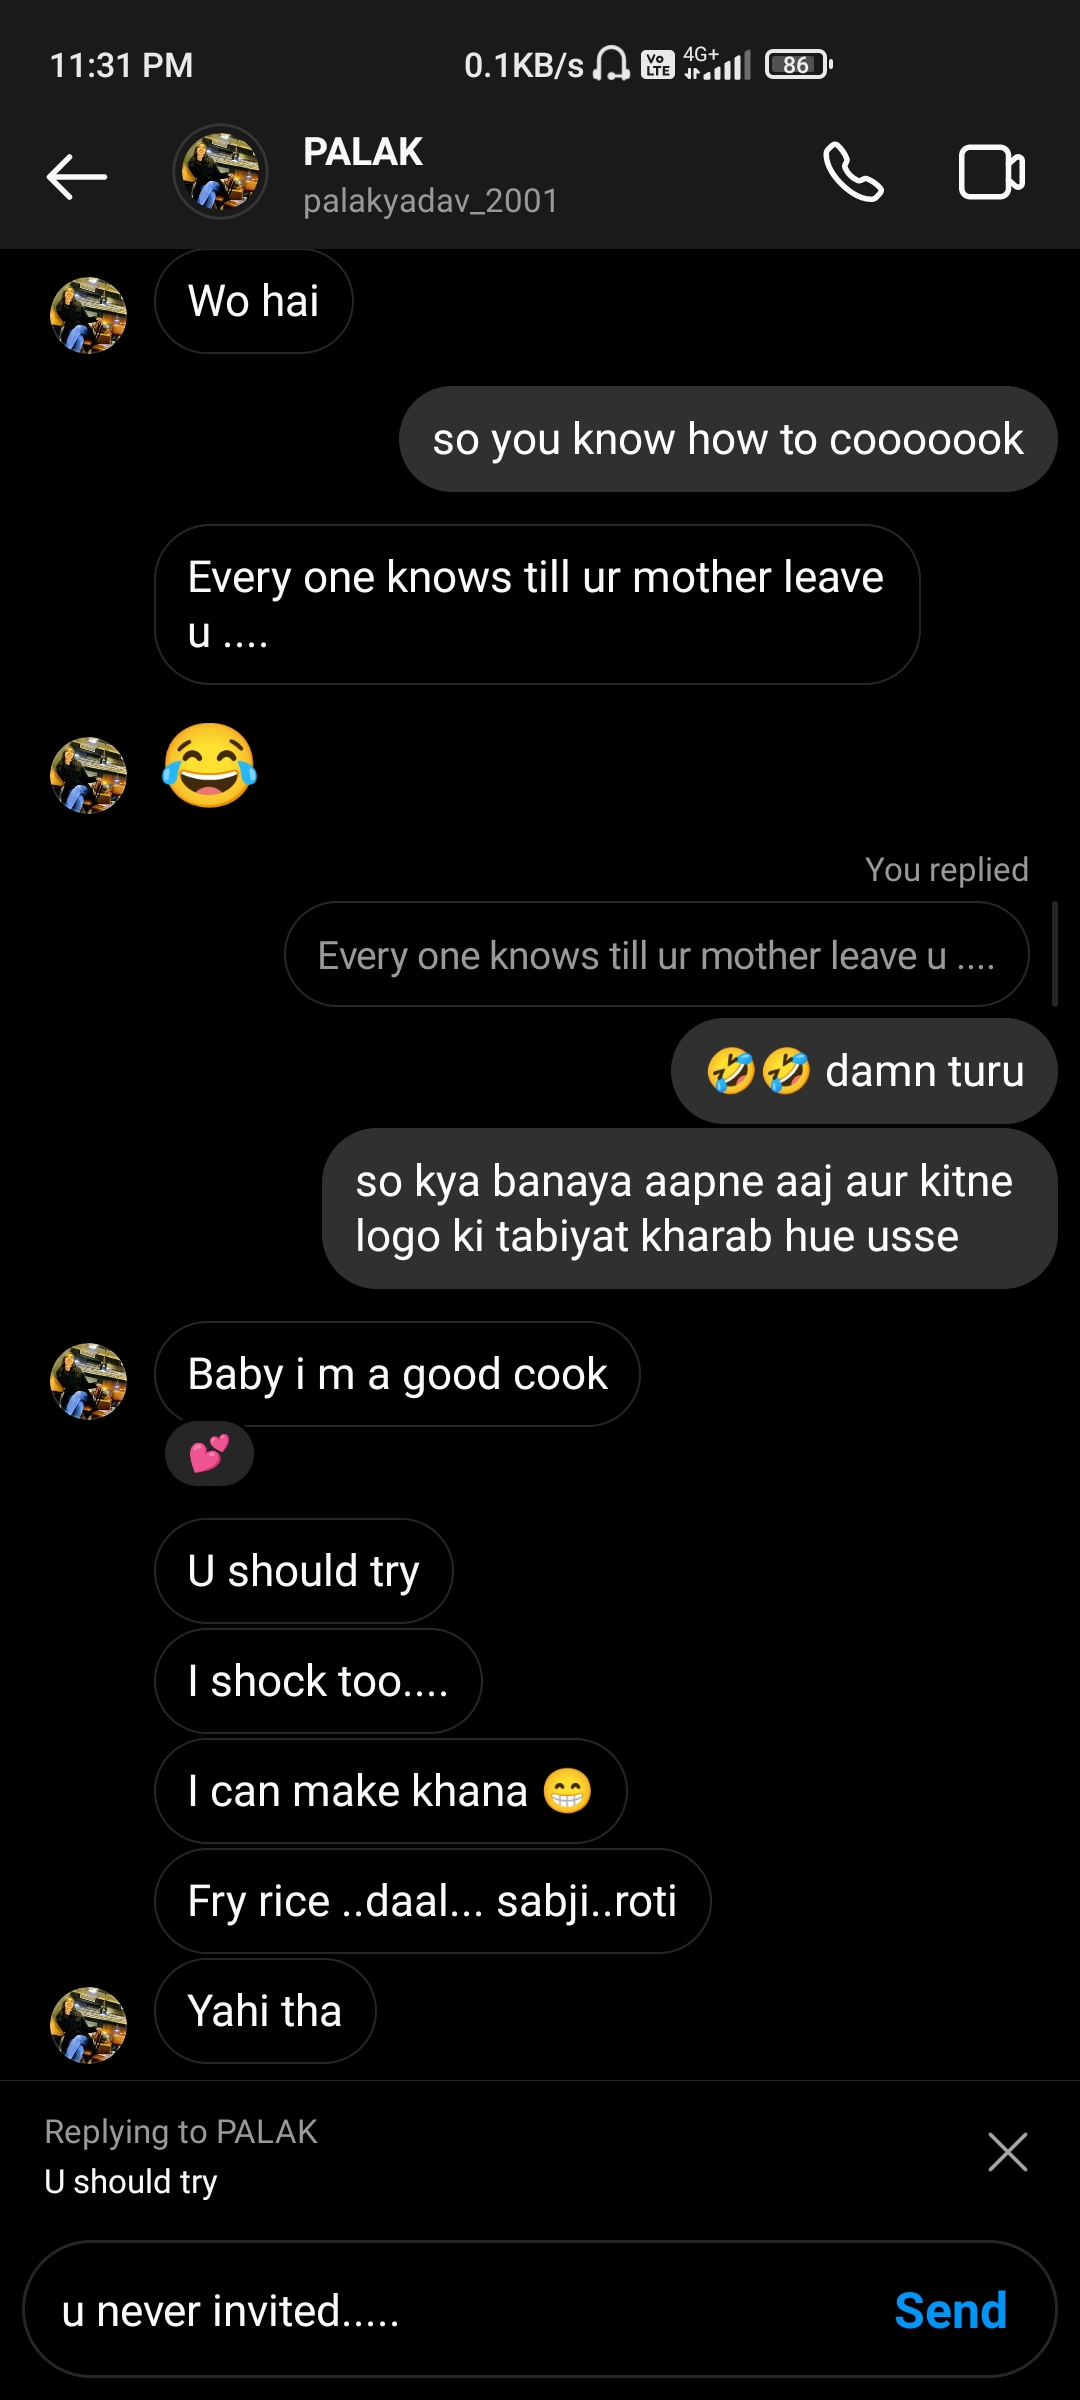 11:31 PM
0.1KB/s
Vo LTE
4G+
86
PALAK
palakyadav_2001
Wo hai
so you know how to cooooook
Every one knows till ur mother leave
u ....
😂
You replied
Every one knows till ur mother leave u ....
🤣🤣 damn turu
so kya banaya aapne aaj aur kitne
logo ki tabiyat kharab hue usse
Baby i m a good cook
💕
U should try
I shock too....
I can make khana 😁
Fry rice ..daal... sabji..roti
Yahi tha
Replying to PALAK
U should try
u never invited.....
Send